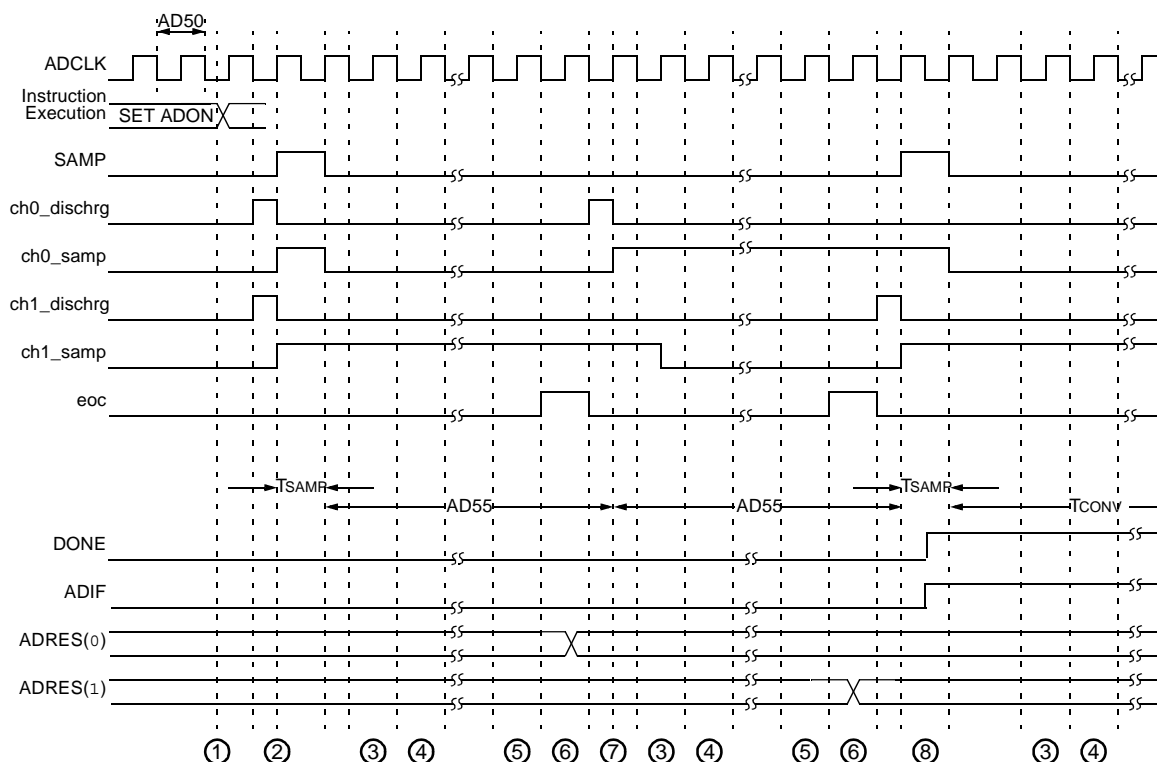 AD50
ADCLK
Instruction
Execution
SET ADON
SAMP
ch0_dischrg
ch0_samp
ch1_dischrg
ch1_samp
eoc
TSAMP TSAMP
AD55 AD55 TCONV
DONE
ADIF
ADRES(0)
ADRES(1)
1 2 3 4 5 6 7 3 4 5 6 8 3 4